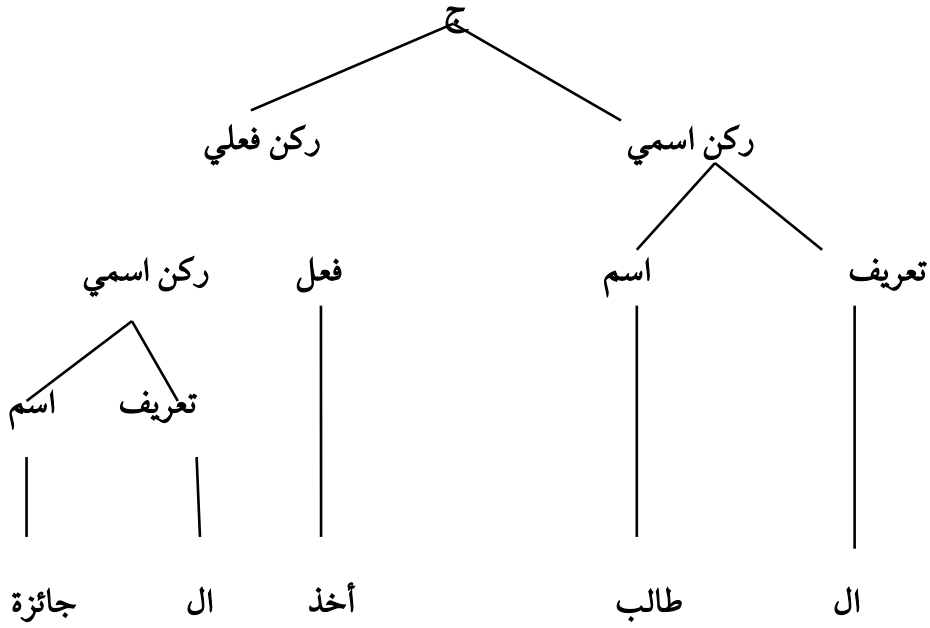 ج
ركن اسمي ركن فعلي
تعريف اسم فعل ركن اسمي
تعريف اسم
ال طالب أخذ ال جائزة